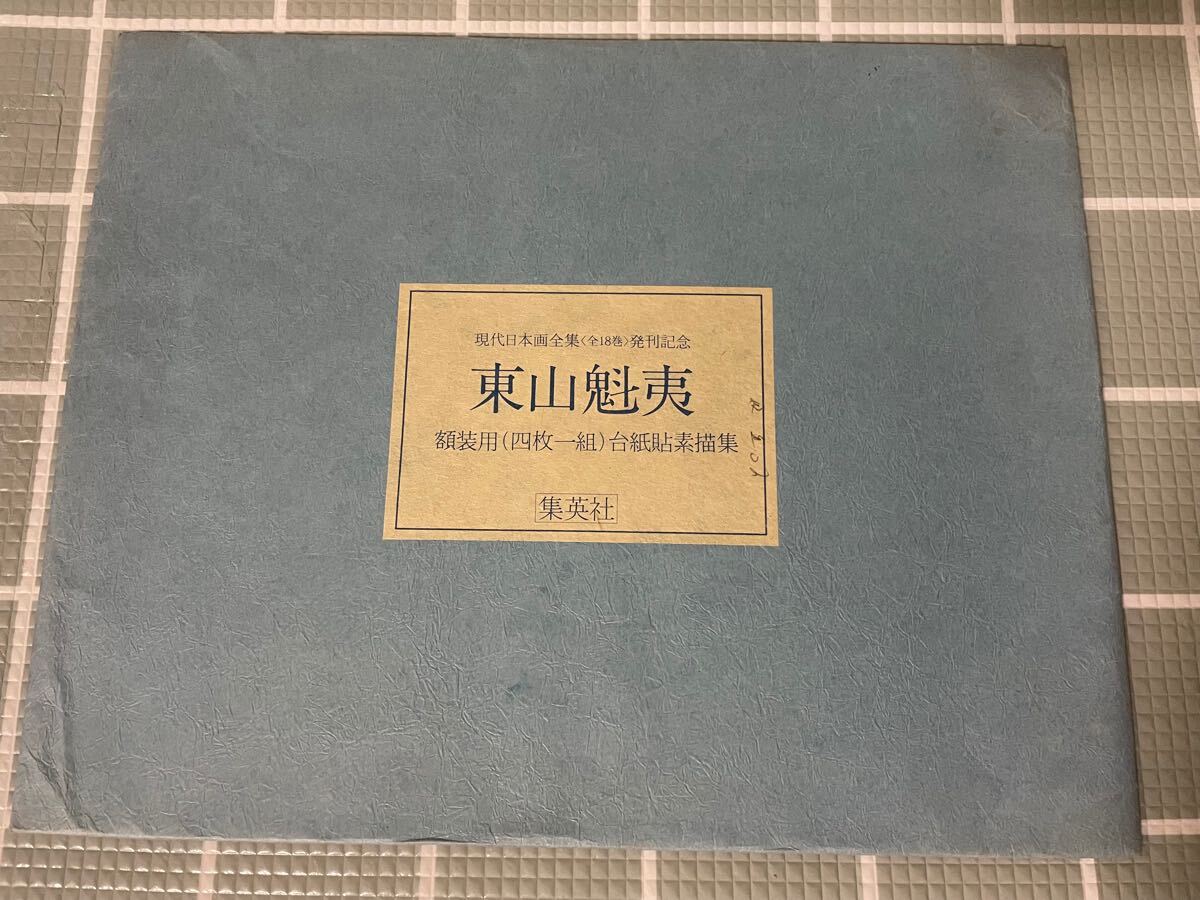 現代日本画全集〈全18巻〉発刊記念
東山魁夷
額装用(四枚一組)台紙貼素描集
集英社